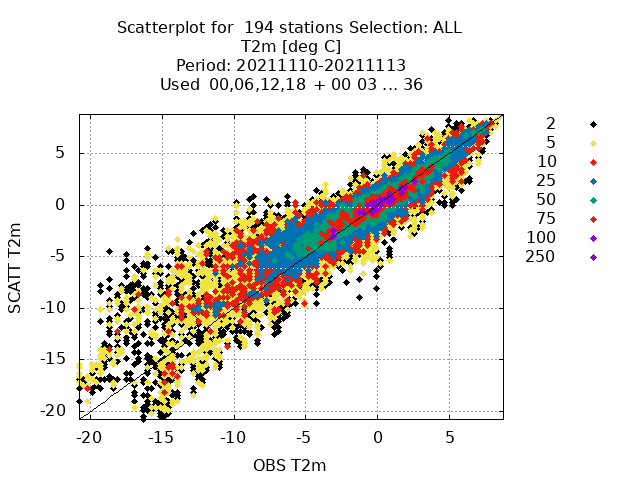 Scatterplot for  194 stations Selection: ALL
T2m [deg C]
Period: 20211110-20211113
Used  00,06,12,18 + 00 03 ... 36
2
5
10
25
50
75
100
250
5
0
-5
-10
-15
-20
SCATT T2m
-20 -15 -10 -5 0 5
OBS T2m